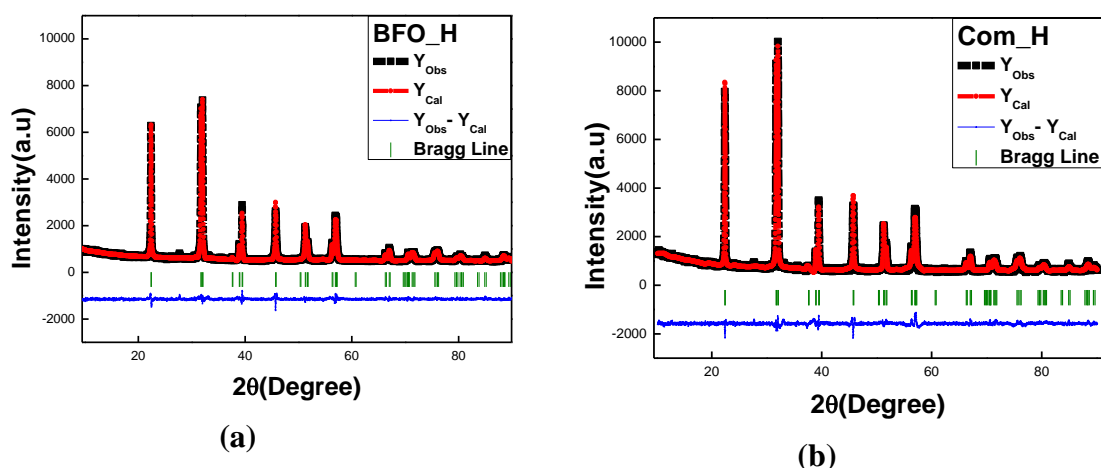 BFO_H
Y_Obs
Y_Cal
Y_Obs - Y_Cal
Bragg Line
Intensity(a.u)
10000
8000
6000
4000
2000
0
-2000
20
40
60
80
2θ(Degree)
(a)
Com_H
Y_Obs
Y_Cal
Y_Obs - Y_Cal
Bragg Line
Intensity(a.u)
10000
8000
6000
4000
2000
0
-2000
20
40
60
80
2θ(Degree)
(b)